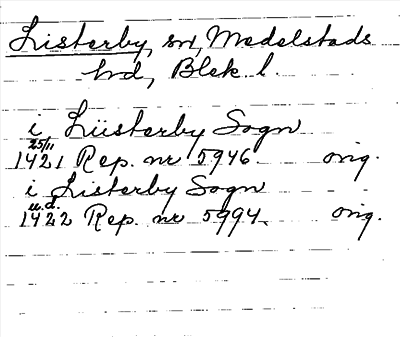 Listerby, sn, Medelstads
hd, Blek. l.
i Lüsterby Sogn
25/11
1421 Rep. nr 5946. orig.
i Listerby Sogn
u.d.
1422 Rep. nr 5994. orig.